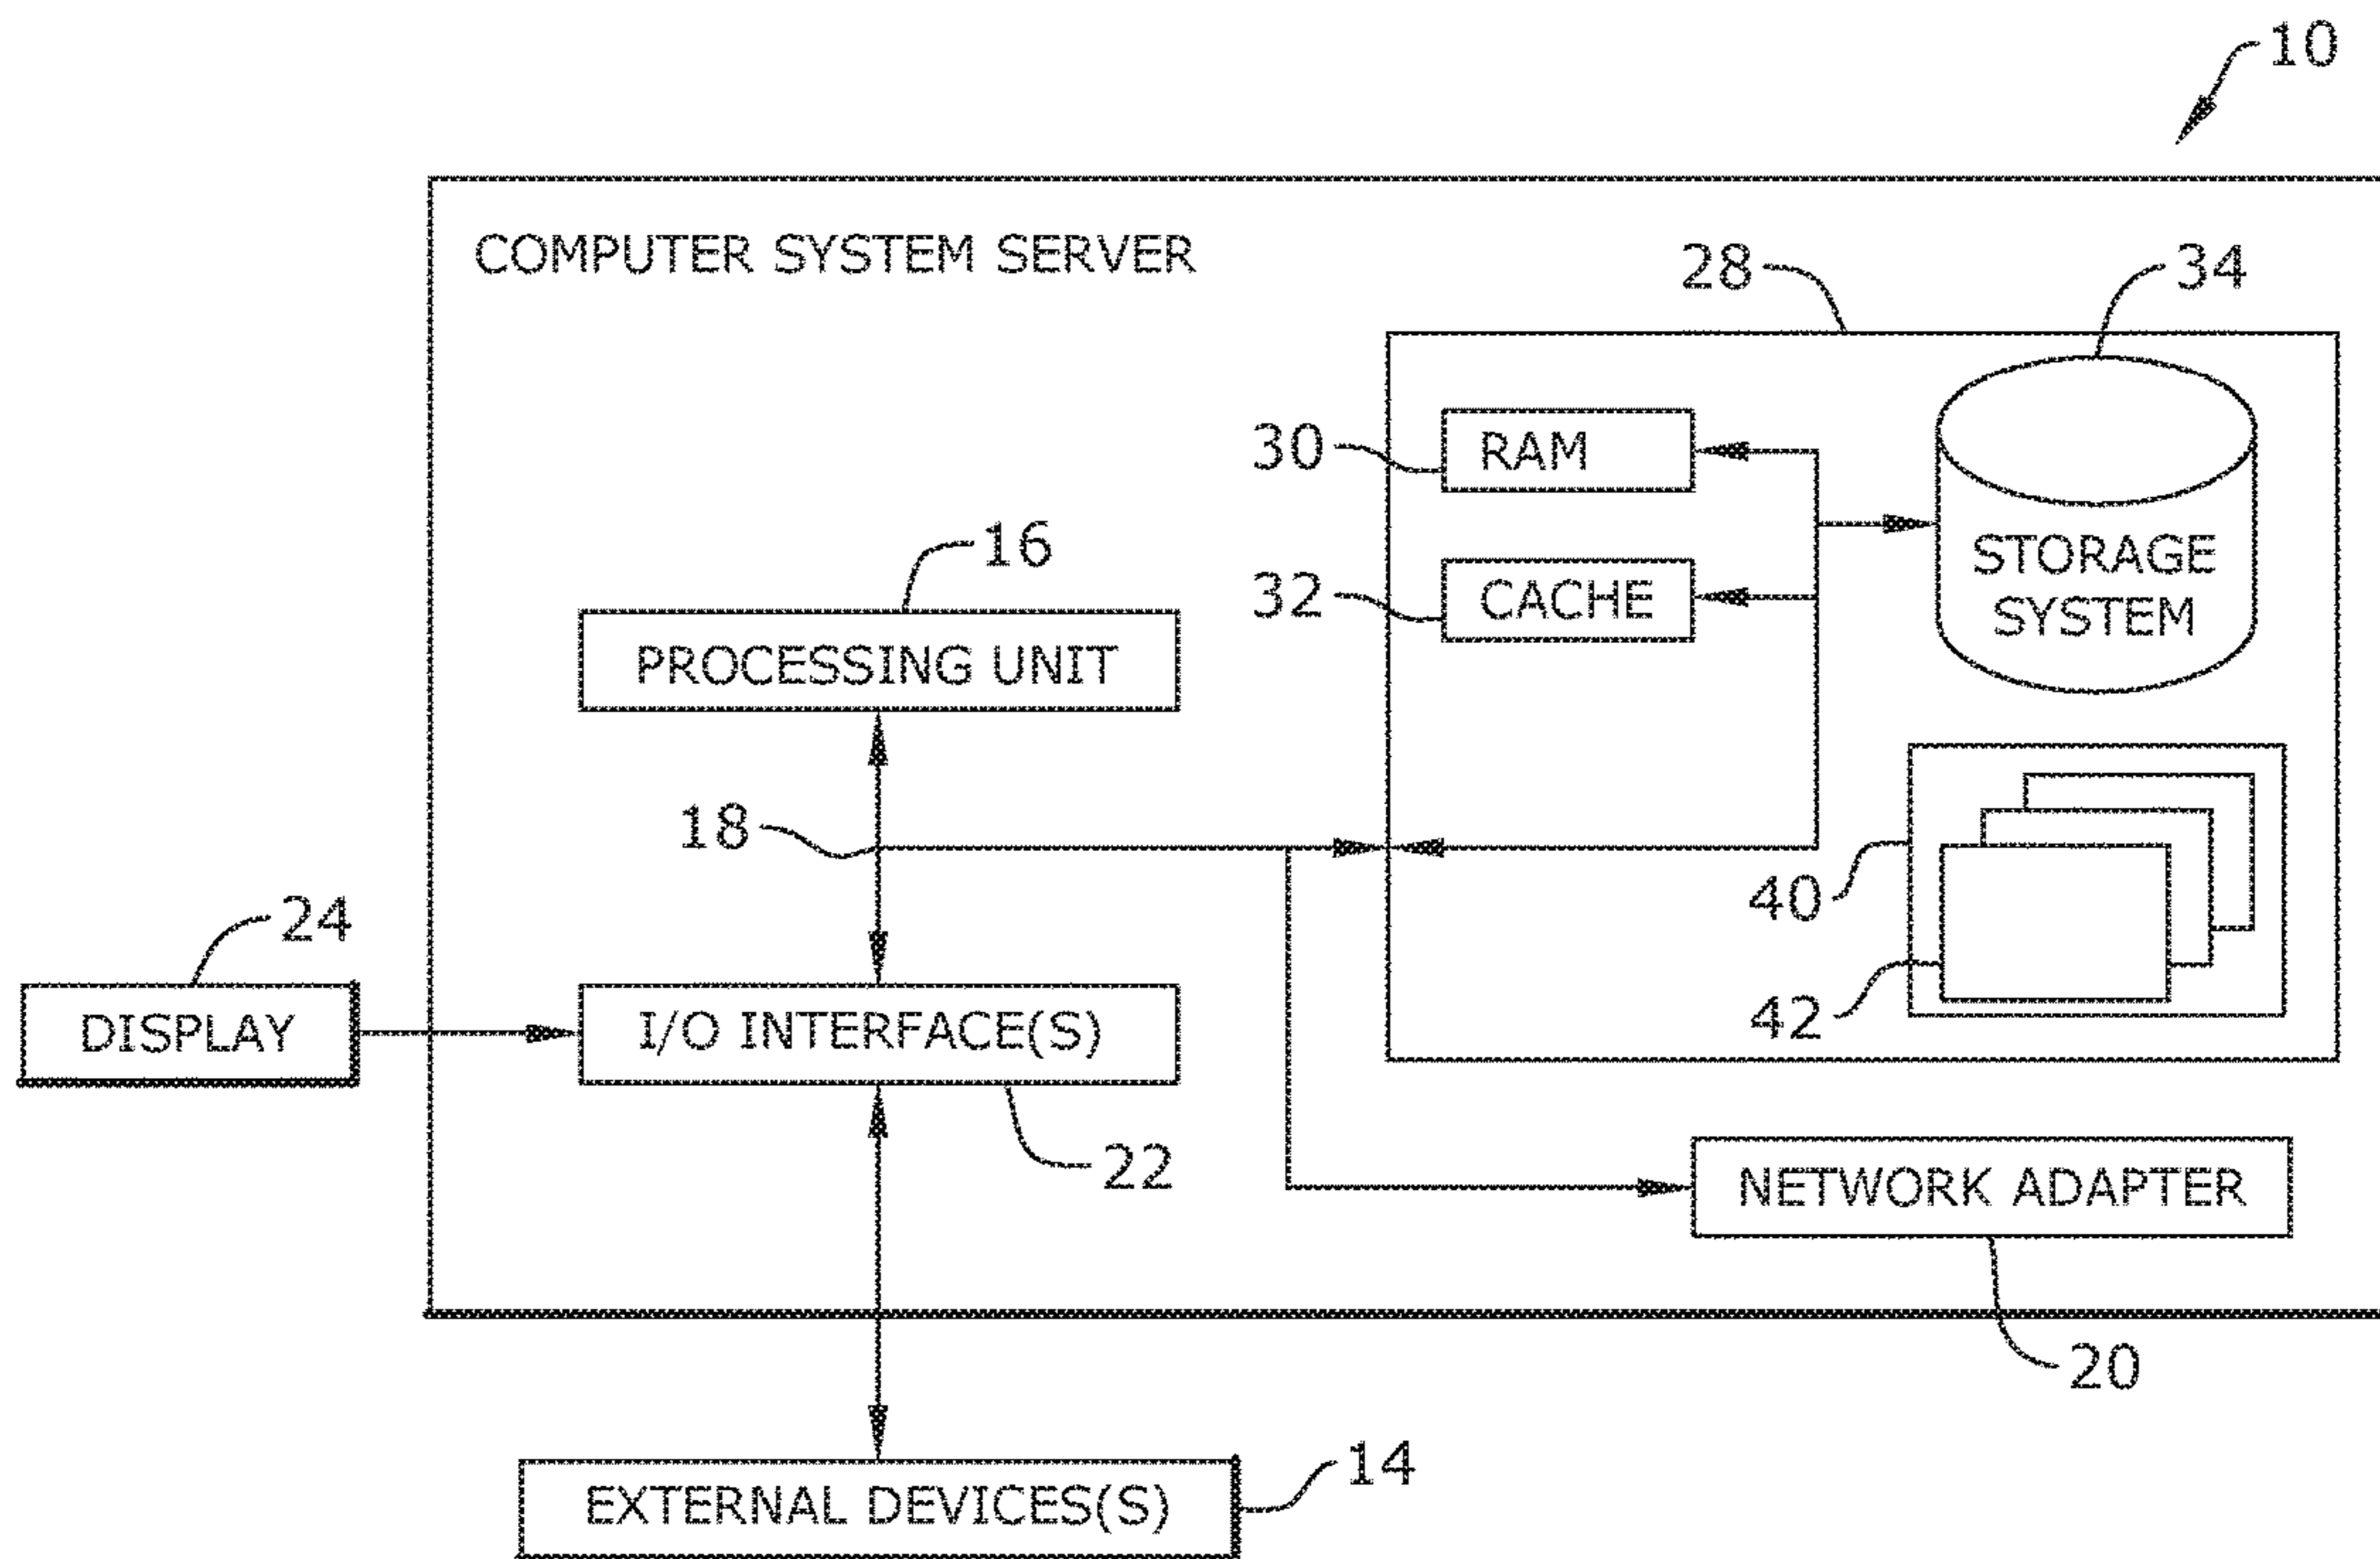 10
COMPUTER SYSTEM SERVER
28
34
30
RAM
32
CACHE
STORAGE
SYSTEM
16
PROCESSING UNIT
18
40
42
24
DISPLAY
I/O INTERFACE(S)
22
NETWORK ADAPTER
20
EXTERNAL DEVICES(S)
14